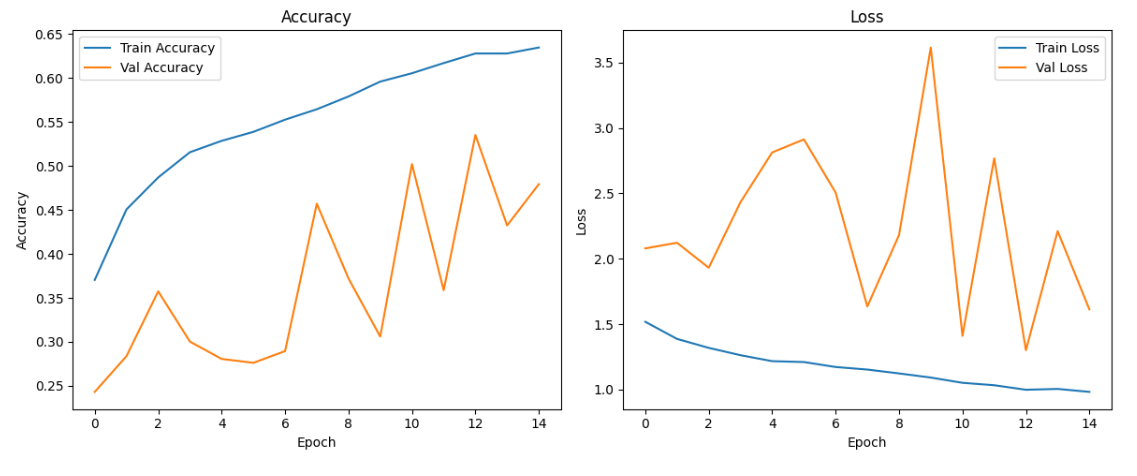 Accuracy
Train Accuracy
Val Accuracy
0.65
0.60
0.55
0.50
0.45
0.40
0.35
0.30
0.25
Accuracy
0 2 4 6 8 10 12 14
Epoch
Loss
Train Loss
Val Loss
3.5
3.0
2.5
2.0
1.5
1.0
Loss
0 2 4 6 8 10 12 14
Epoch